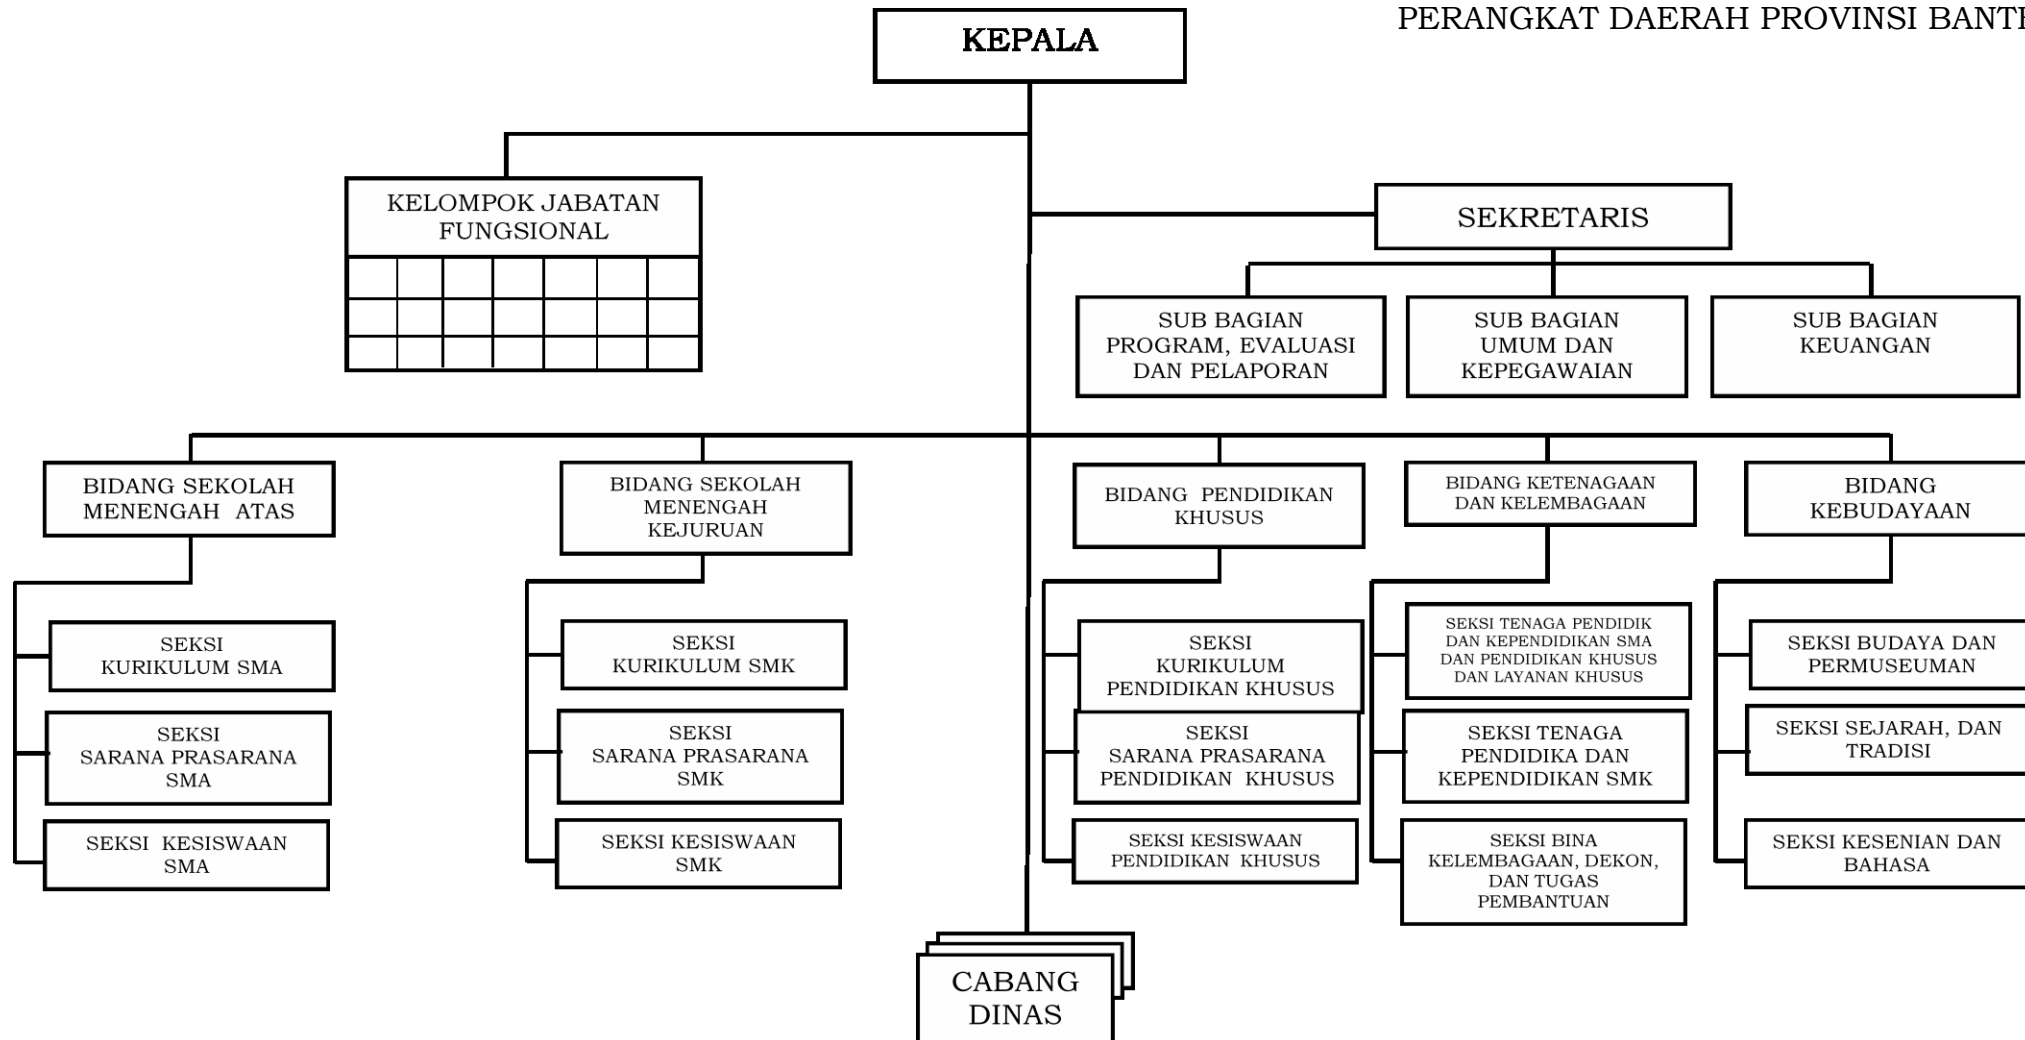 PERANGKAT DAERAH PROVINSI
KEPALA
KELOMPOK JABATAN
FUNGSIONAL
SEKRETARIS
SUB BAGIAN
PROGRAM, EVALUASI
DAN PELAPORAN
SUB BAGIAN
UMUM DAN
KEPEGAWAIAN
SUB BAGIAN
KEUANGAN
BIDANG SEKOLAH
MENENGAH ATAS
BIDANG SEKOLAH
MENENGAH
KEJURUAN
BIDANG PENDIDIKAN
KHUSUS
BIDANG KETENAGAAN
DAN KELEMBAGAAN
BIDANG
KEBUDAYAAN
SEKSI
KURIKULUM SMA
SEKSI
SARANA PRASARANA
SMA
SEKSI KESISWAAN
SMA
SEKSI
KURIKULUM SMK
SEKSI
SARANA PRASARANA
SMK
SEKSI KESISWAAN
SMK
SEKSI
KURIKULUM
PENDIDIKAN KHUSUS
SEKSI
SARANA PRASARANA
PENDIDIKAN KHUSUS
SEKSI KESISWAAN
PENDIDIKAN KHUSUS
SEKSI TENAGA PENDIDIK
DAN KEPENDIDIKAN SMA
DAN PENDIDIKAN KHUSUS
DAN LAYANAN KHUSUS
SEKSI TENAGA
PENDIDIKA DAN
KEPENDIDIKAN SMK
SEKSI BINA
KELEMBAGAAN, DEKON,
DAN TUGAS
PEMBANTUAN
SEKSI BUDAYA DAN
PERMUSEUMAN
SEKSI SEJARAH, DAN
TRADISI
SEKSI KESENIAN DAN
BAHASA
CABANG
DINAS